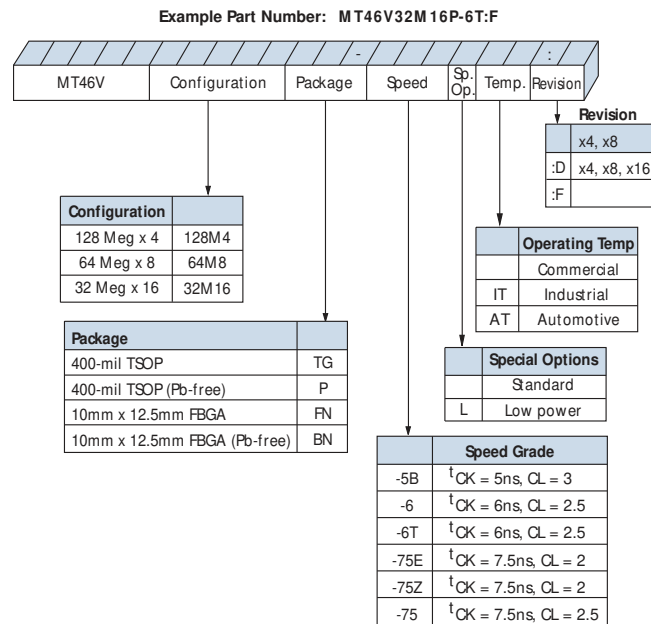 Example Part Number: MT46V32M16P-6T:F
- :
MT46V Configuration Package Speed Sp. Op. Temp. Revision
Revision
x4, x8
:D x4, x8, x16
:F
Configuration
128 Meg x 4 128M4
64 Meg x 8 64M8
32 Meg x 16 32M16
Operating Temp
Commercial
IT Industrial
AT Automotive
Package
400-mil TSOP TG
400-mil TSOP (Pb-free) P
10mm x 12.5mm FBGA FN
10mm x 12.5mm FBGA (Pb-free) BN
Special Options
Standard
L Low power
Speed Grade
-5B tCK = 5ns, CL = 3
-6 tCK = 6ns, CL = 2.5
-6T tCK = 6ns, CL = 2.5
-75E tCK = 7.5ns, CL = 2
-75Z tCK = 7.5ns, CL = 2
-75 tCK = 7.5ns, CL = 2.5